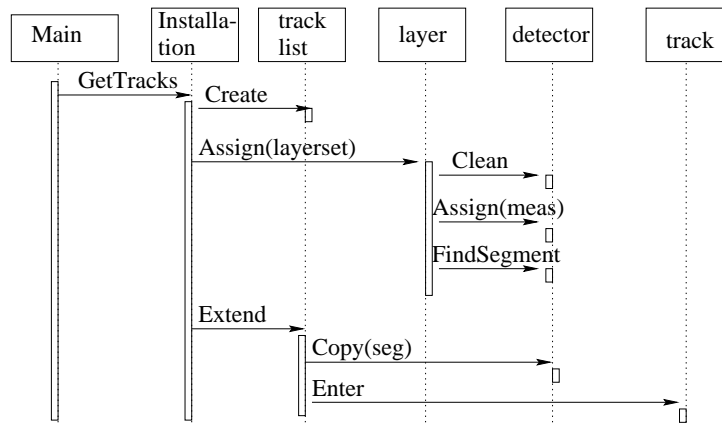 Main
Installa-
tion
track
list
layer
detector
track
GetTracks
Create
Assign(layerset)
Clean
Assign(meas)
FindSegment
Extend
Copy(seg)
Enter